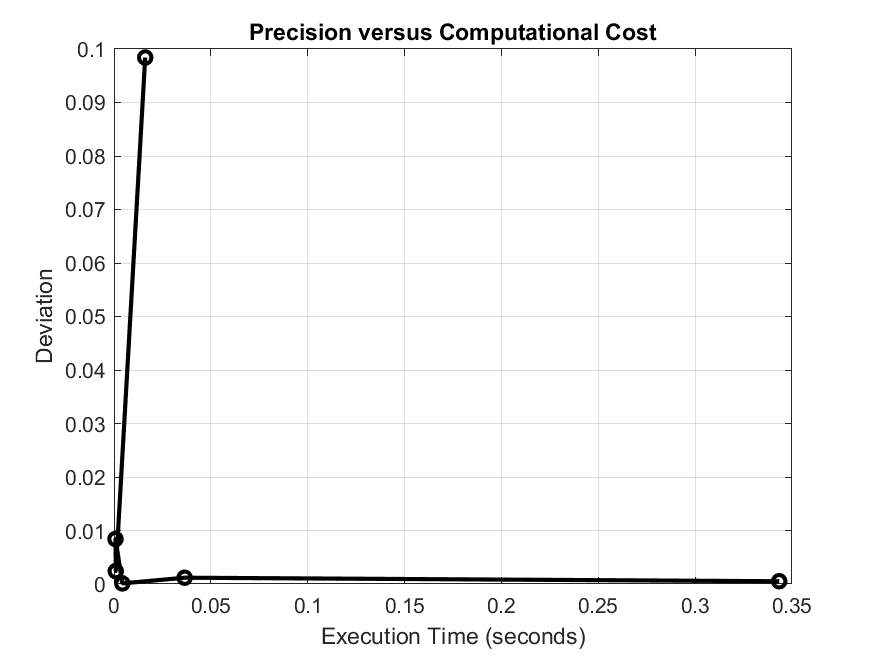 Precision versus Computational Cost
0.1
0.09
0.08
0.07
0.06
0.05
0.04
0.03
0.02
0.01
0
Deviation
0 0.05 0.1 0.15 0.2 0.25 0.3 0.35
Execution Time (seconds)